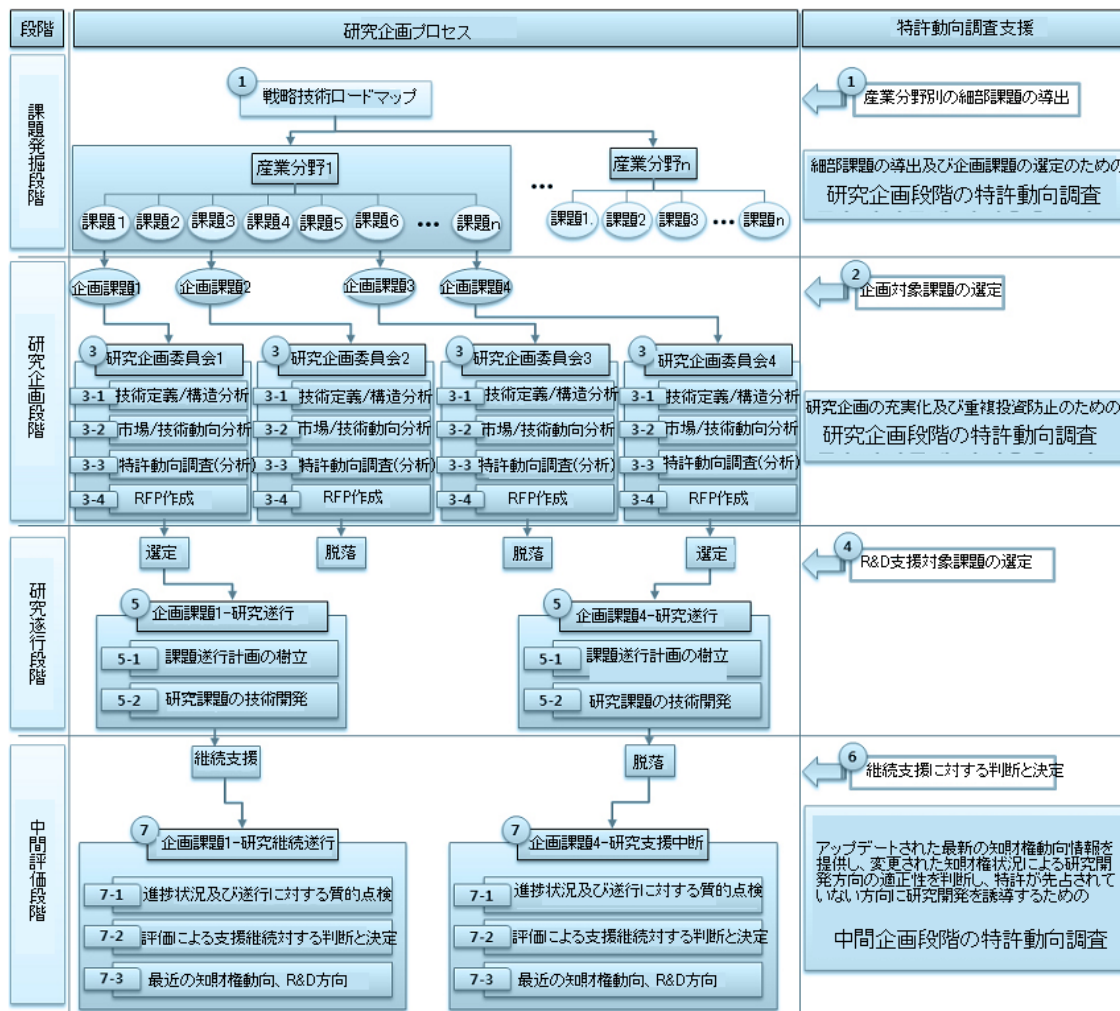 段階
研究企画プロセス
特許動向調査支援
課題発掘段階
1
戦略技術ロードマップ
産業分野1
課題1
課題2
課題3
課題4
課題5
課題6
•••
課題n
•••
産業分野n
課題1.
課題2
課題3
•••
課題n
1
産業分野別の細部課題の導出
細部課題の導出及び企画課題の選定のための
研究企画段階の特許動向調査
研究企画段階
企画課題1
企画課題2
企画課題3
企画課題4
3
研究企画委員会1
3-1 技術定義/構造分析
3-2 市場/技術動向分析
3-3 特許動向調査(分析)
3-4 RFP作成
3
研究企画委員会2
3-1 技術定義/構造分析
3-2 市場/技術動向分析
3-3 特許動向調査(分析)
3-4 RFP作成
3
研究企画委員会3
3-1 技術定義/構造分析
3-2 市場/技術動向分析
3-3 特許動向調査(分析)
3-4 RFP作成
3
研究企画委員会4
3-1 技術定義/構造分析
3-2 市場/技術動向分析
3-3 特許動向調査(分析)
3-4 RFP作成
2
企画対象課題の選定
研究企画の充実化及び重複投資防止のための
研究企画段階の特許動向調査
研究遂行段階
選定
脱落
脱落
選定
5
企画課題1-研究遂行
5-1 課題遂行計画の樹立
5-2 研究課題の技術開発
5
企画課題4-研究遂行
5-1 課題遂行計画の樹立
5-2 研究課題の技術開発
4
R&D支援対象課題の選定
中間評価段階
継続支援
脱落
7
企画課題1-研究継続遂行
7-1 進捗状況及び遂行に対する質的点検
7-2 評価による支援継続対する判断と決定
7-3 最近の知財権動向、R&D方向
7
企画課題4-研究支援中断
7-1 進捗状況及び遂行に対する質的点検
7-2 評価による支援継続対する判断と決定
7-3 最近の知財権動向、R&D方向
6
継続支援に対する判断と決定
アップデートされた最新の知財権動向情報を
提供し、変更された知財権状況による研究開
発方向の適正性を判断し、特許が先占されて
いない方向に研究開発を誘導するための
中間企画段階の特許動向調査